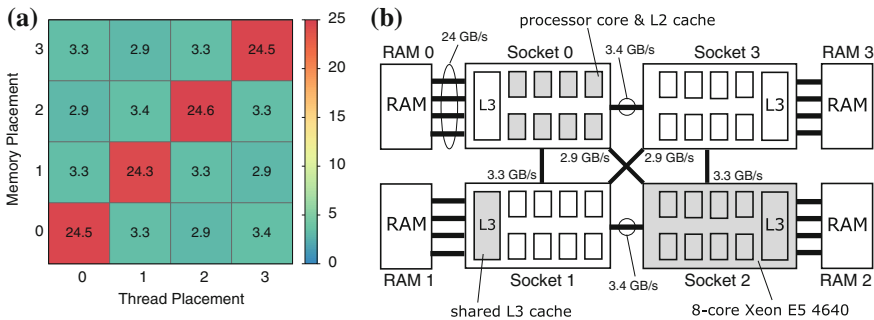 (a)
Memory Placement
3
2
1
0
3.3 2.9 3.3 24.5
2.9 3.4 24.6 3.3
3.3 24.3 3.3 2.9
24.5 3.3 2.9 3.4
0 1 2 3
Thread Placement
25
20
15
10
5
0
(b)
processor core & L2 cache
24 GB/s
RAM 0
Socket 0
3.4 GB/s
Socket 3
RAM 3
RAM
L3
L3
RAM
3.3 GB/s
2.9 GB/s
2.9 GB/s
3.3 GB/s
RAM
L3
L3
RAM
RAM 1
Socket 1
3.4 GB/s
Socket 2
RAM 2
shared L3 cache
8-core Xeon E5 4640